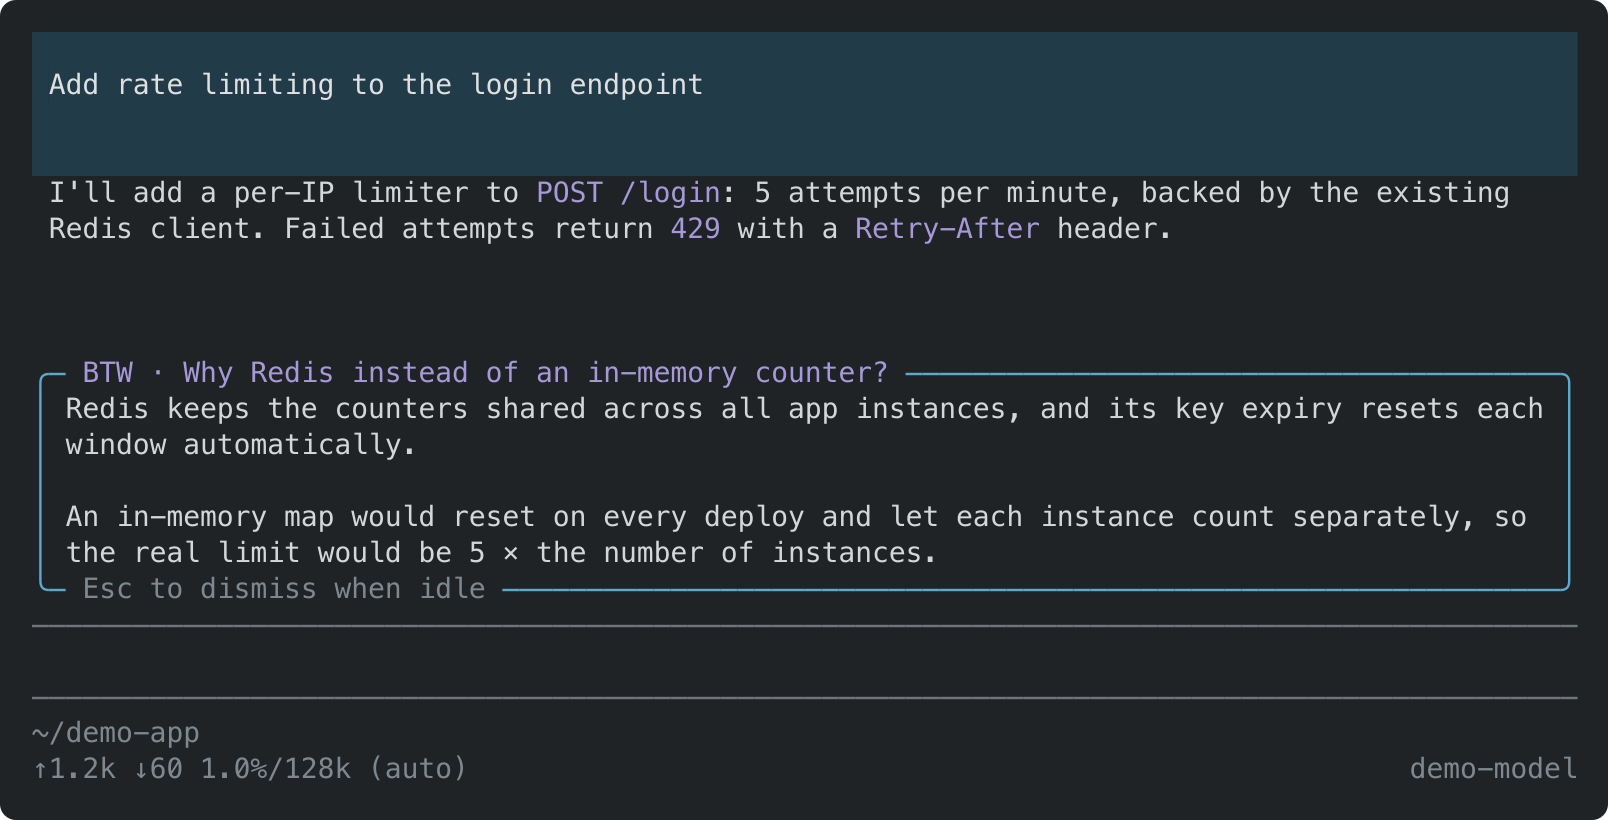 Add rate limiting to the login endpoint
I'll add a per-IP limiter to POST /login: 5 attempts per minute, backed by the existing
Redis client. Failed attempts return 429 with a Retry-After header.
BTW · Why Redis instead of an in-memory counter?
Redis keeps the counters shared across all app instances, and its key expiry resets each
window automatically.
An in-memory map would reset on every deploy and let each instance count separately, so
the real limit would be 5 × the number of instances.
Esc to dismiss when idle
~/demo-app
↑1.2k ↓60 1.0%/128k (auto) demo-model